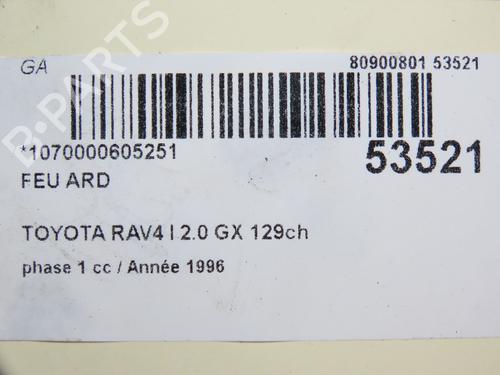 GA
80900801 53521
*1070000605251
53521
FEU ARD
TOYOTA RAV4 I 2.0 GX 129ch
phase 1 cc / Année 1996
B-PARTS